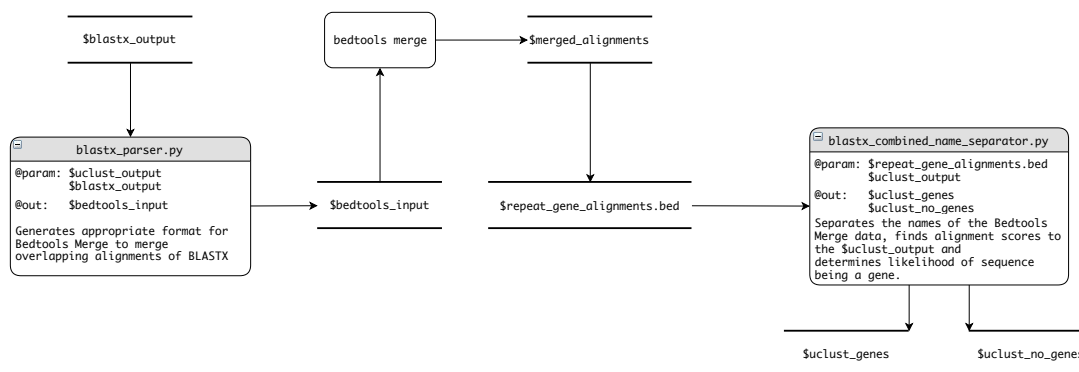 $blastx_output
bedtools merge
$merged_alignments
blastx_parser.py
@param: $uclust_output
$blastx_output
@out: $bedtools_input
Generates appropriate format for
Bedtools Merge to merge
overlapping alignments of BLASTX
$bedtools_input
$repeat_gene_alignments.bed
blastx_combined_name_separator.py
@param: $repeat_gene_alignments.bed
$uclust_output
@out: $uclust_genes
$uclust_no_genes
Separates the names of the Bedtools
Merge data, finds alignment scores to
the $uclust_output and
determines likelihood of sequence
being a gene.
$uclust_genes
$uclust_no_genes